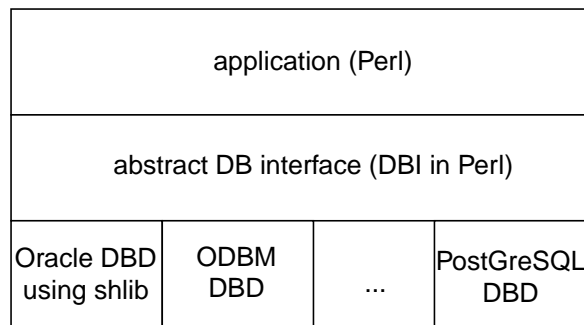 application (Perl)
abstract DB interface (DBI in Perl)
Oracle DBD
using shlib
ODBM
DBD
...
PostGreSQL
DBD